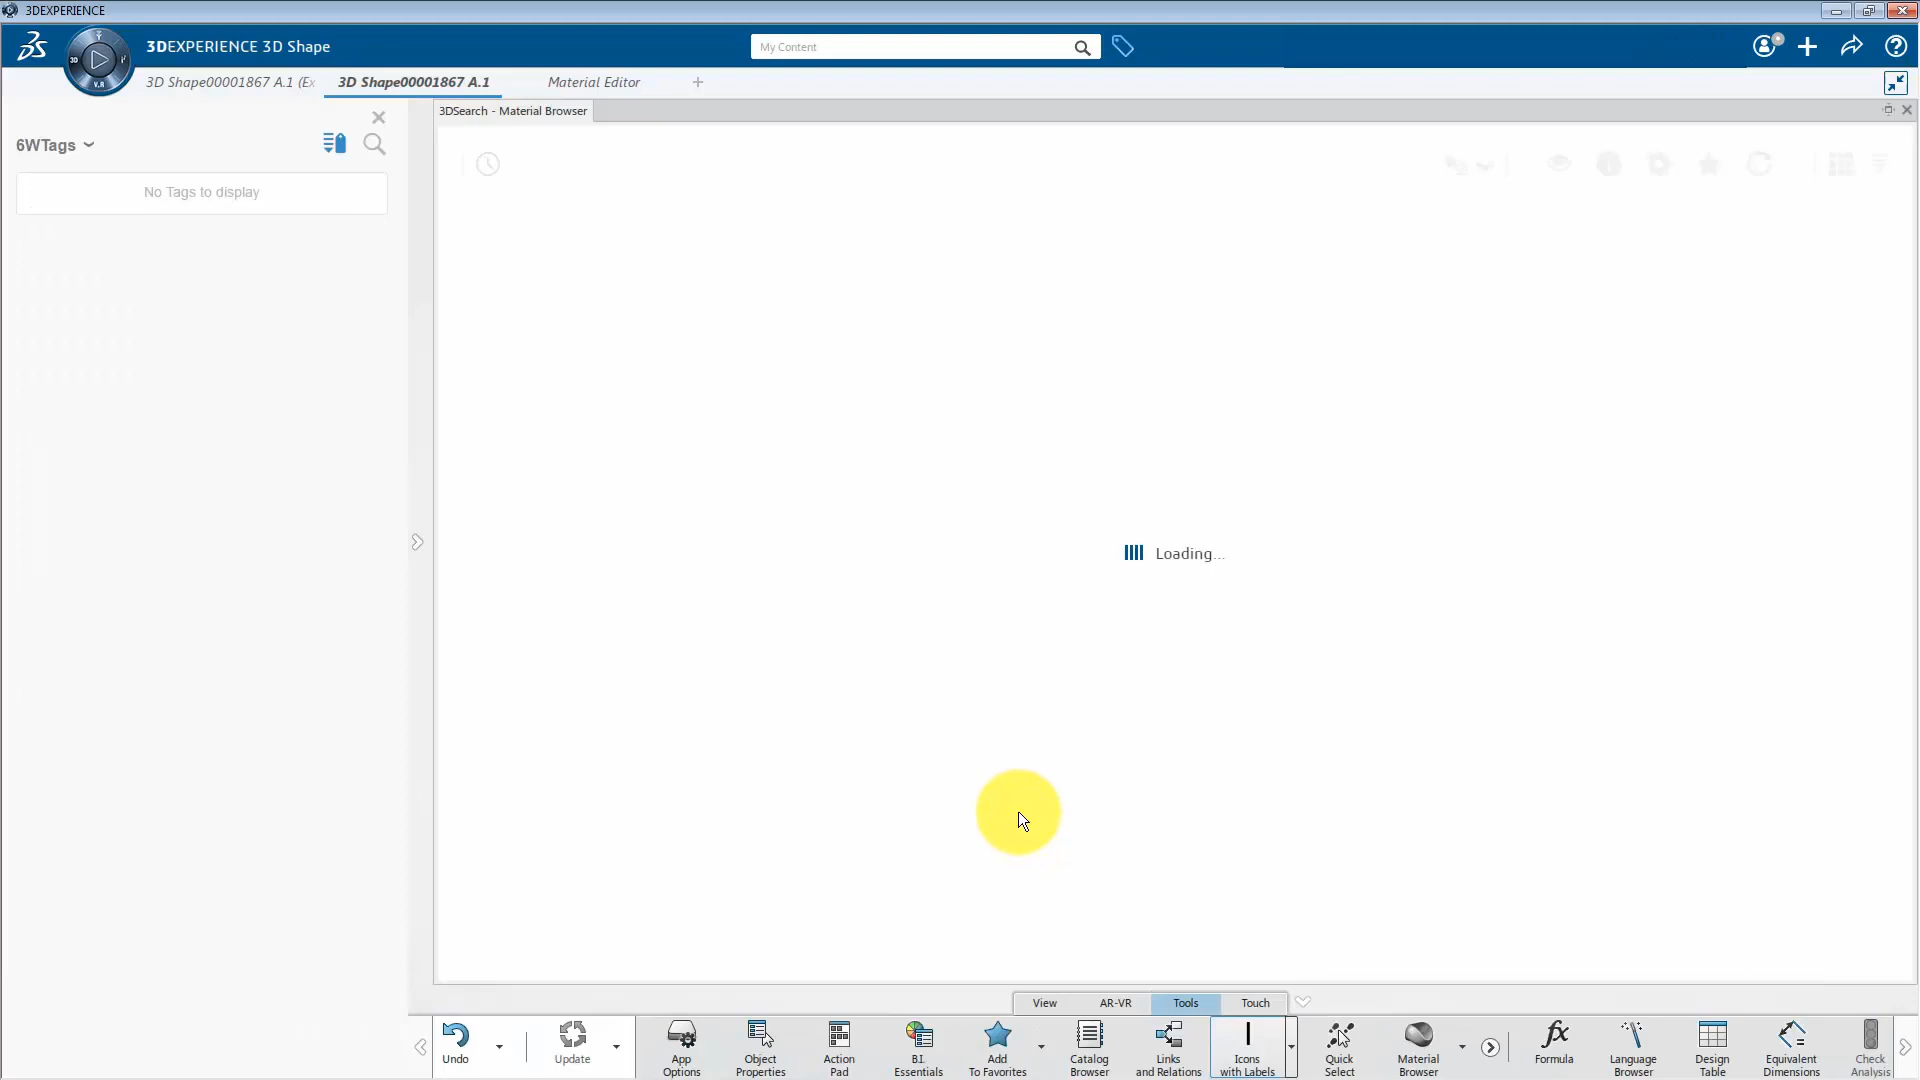 3DEXPERIENCE
3DEXPERIENCE 3D Shape
My Content
3D Shape00001867 A.1 (Ex
3D Shape00001867 A.1
Material Editor
3DSearch - Material Browser
6WTags
No Tags to display
Loading...
View
AR-VR
Tools
Touch
Undo
Update
App
Options
Object
Properties
Action
Pad
B.I.
Essentials
Add
To Favorites
Catalog
Browser
Links
and Relations
Icons
with Labels
Quick
Select
Material
Browser
Formula
Language
Browser
Design
Table
Equivalent
Dimensions
Check
Analysis